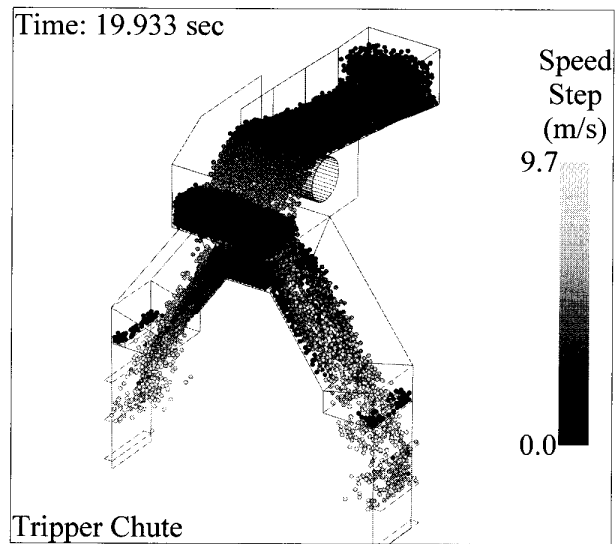 Time: 19.933 sec
Speed
Step
(m/s)
9.7
0.0
Tripper Chute